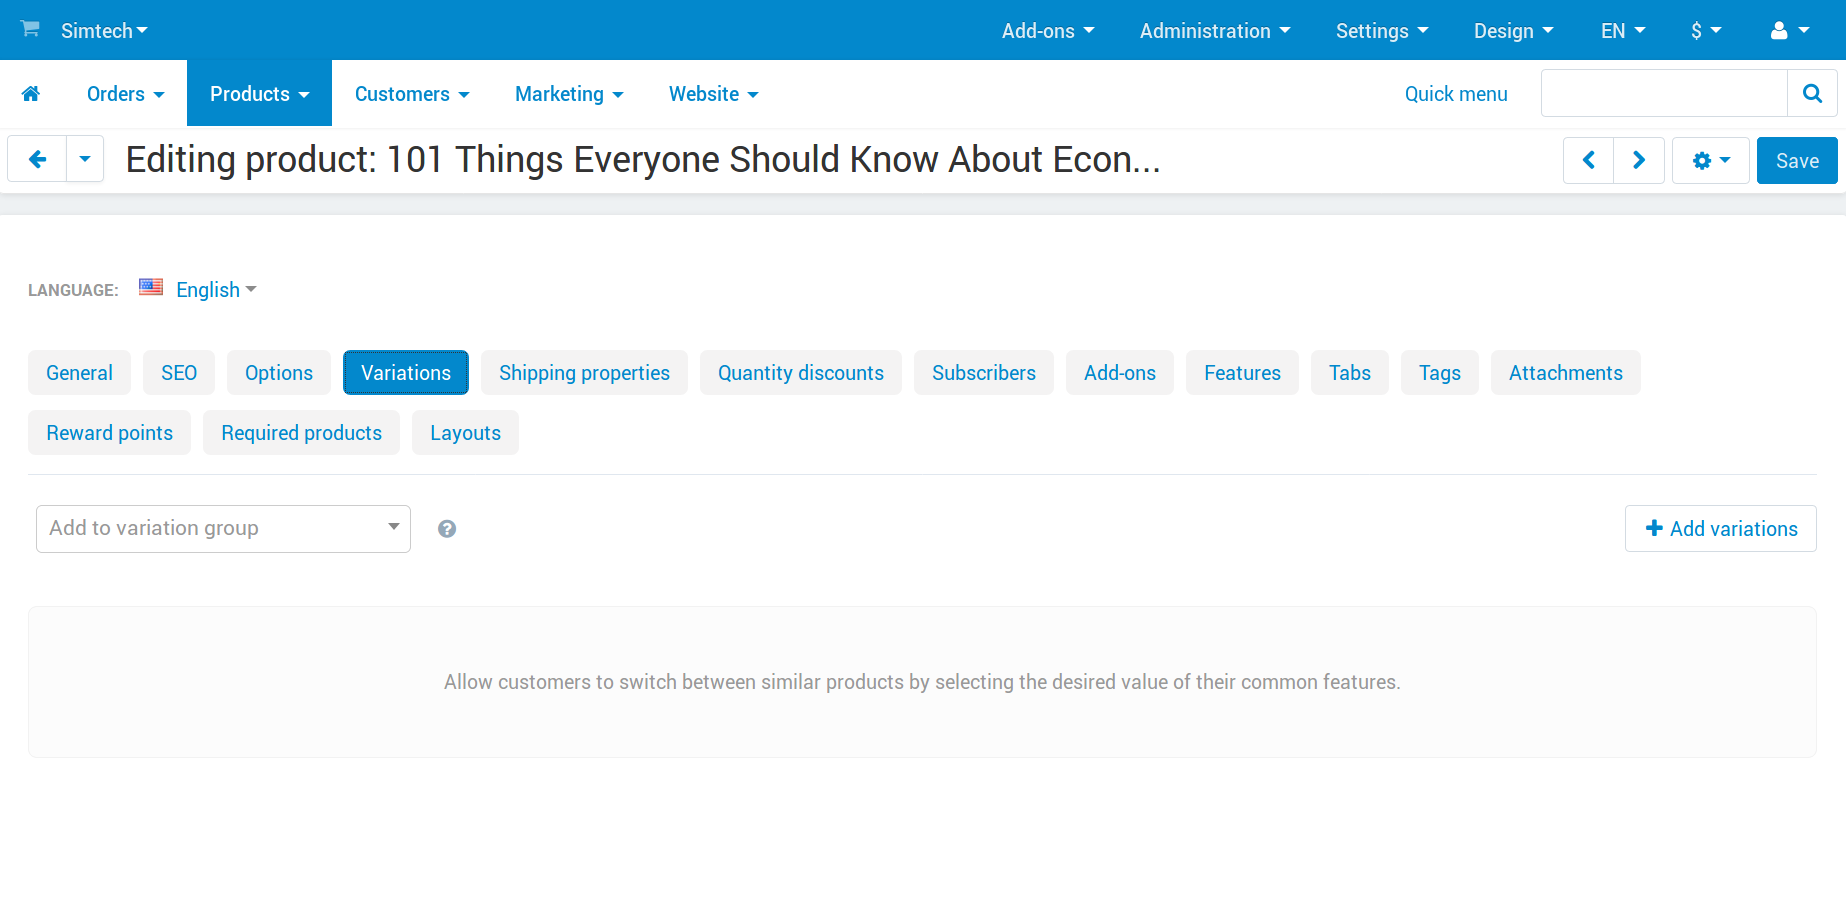 Simtech Add-ons Administration Settings Design EN $
Orders Products Customers Marketing Website Quick menu
Editing product: 101 Things Everyone Should Know About Econ... Save
LANGUAGE: English
General SEO Options Variations Shipping properties Quantity discounts Subscribers Add-ons Features Tabs Tags Attachments
Reward points Required products Layouts
Add to variation group ? Add variations
Allow customers to switch between similar products by selecting the desired value of their common features.